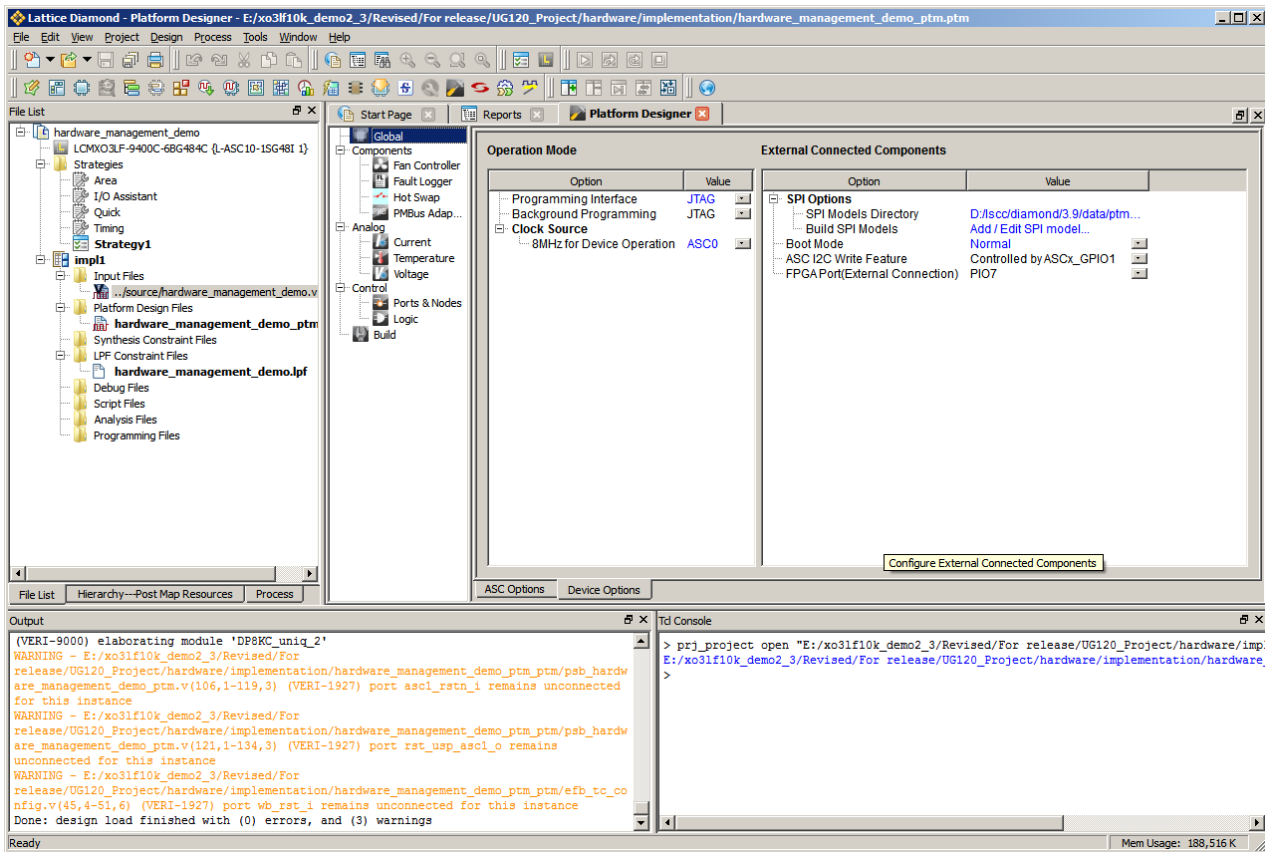 Lattice Diamond - Platform Designer - E:/xo3lf10k_demo2_3/Revised/For release/UG120_Project/hardware/implementation/hardware_management_demo_ptm.ptm
File Edit View Project Design Process Tools Window Help
File List
hardware_management_demo
LCMXO3LF-9400C-6BG484C {L-ASC10-1SG48I 1}
Strategies
Area
I/O Assistant
Quick
Timing
Strategy1
impl1
Input Files
../source/hardware_management_demo.v
Platform Design Files
hardware_management_demo_ptm
Synthesis Constraint Files
LPF Constraint Files
hardware_management_demo.lpf
Debug Files
Script Files
Analysis Files
Programming Files
File List Hierarchy---Post Map Resources Process
Start Page Reports Platform Designer
Global
Components
Fan Controller
Fault Logger
Hot Swap
PMBus Adap...
Analog
Current
Temperature
Voltage
Control
Ports & Nodes
Logic
Build
Operation Mode
Option Value
Programming Interface JTAG
Background Programming JTAG
Clock Source
8MHz for Device Operation ASC0
External Connected Components
Option Value
SPI Options
SPI Models Directory D:/lscc/diamond/3.9/data/ptm...
Build SPI Models Add / Edit SPI model...
Boot Mode Normal
ASC I2C Write Feature Controlled by ASCx_GPIO1
FPGA Port(External Connection) PIO7
Configure External Connected Components
ASC Options Device Options
Output
(VERI-9000) elaborating module 'DP8KC_uniq_2'
WARNING - E:/xo3lf10k_demo2_3/Revised/For
release/UG120_Project/hardware/implementation/hardware_management_demo_ptm_ptm/psb_hardw
are_management_demo_ptm.v(106,1-119,3) (VERI-1927) port asc1_rstn_i remains unconnected
for this instance
WARNING - E:/xo3lf10k_demo2_3/Revised/For
release/UG120_Project/hardware/implementation/hardware_management_demo_ptm_ptm/psb_hardw
are_management_demo_ptm.v(121,1-134,3) (VERI-1927) port rst_usp_asc1_o remains
unconnected for this instance
WARNING - E:/xo3lf10k_demo2_3/Revised/For
release/UG120_Project/hardware/implementation/hardware_management_demo_ptm_ptm/efb_tc_co
nfig.v(45,4-51,6) (VERI-1927) port wb_rst_i remains unconnected for this instance
Done: design load finished with (0) errors, and (3) warnings
Tcl Console
> prj_project open "E:/xo3lf10k_demo2_3/Revised/For release/UG120_Project/hardware/impl
E:/xo3lf10k_demo2_3/Revised/For release/UG120_Project/hardware/implementation/hardware_
>
Ready
Mem Usage: 188,516 K